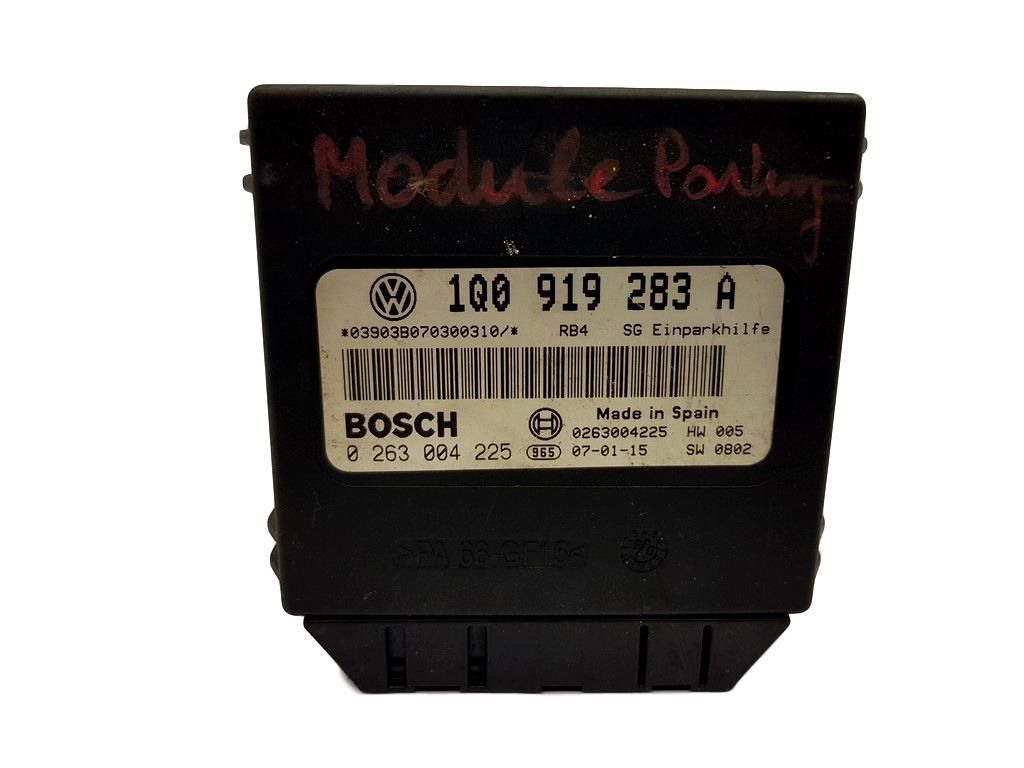 Module Parking
1Q0 919 283 A
*03903B070300310/* RB4 SG Einparkhilfe
BOSCH Made in Spain
0263004225 HW 005
0 263 004 225 965 07-01-15 SW 0802
>PA 66-GF15<